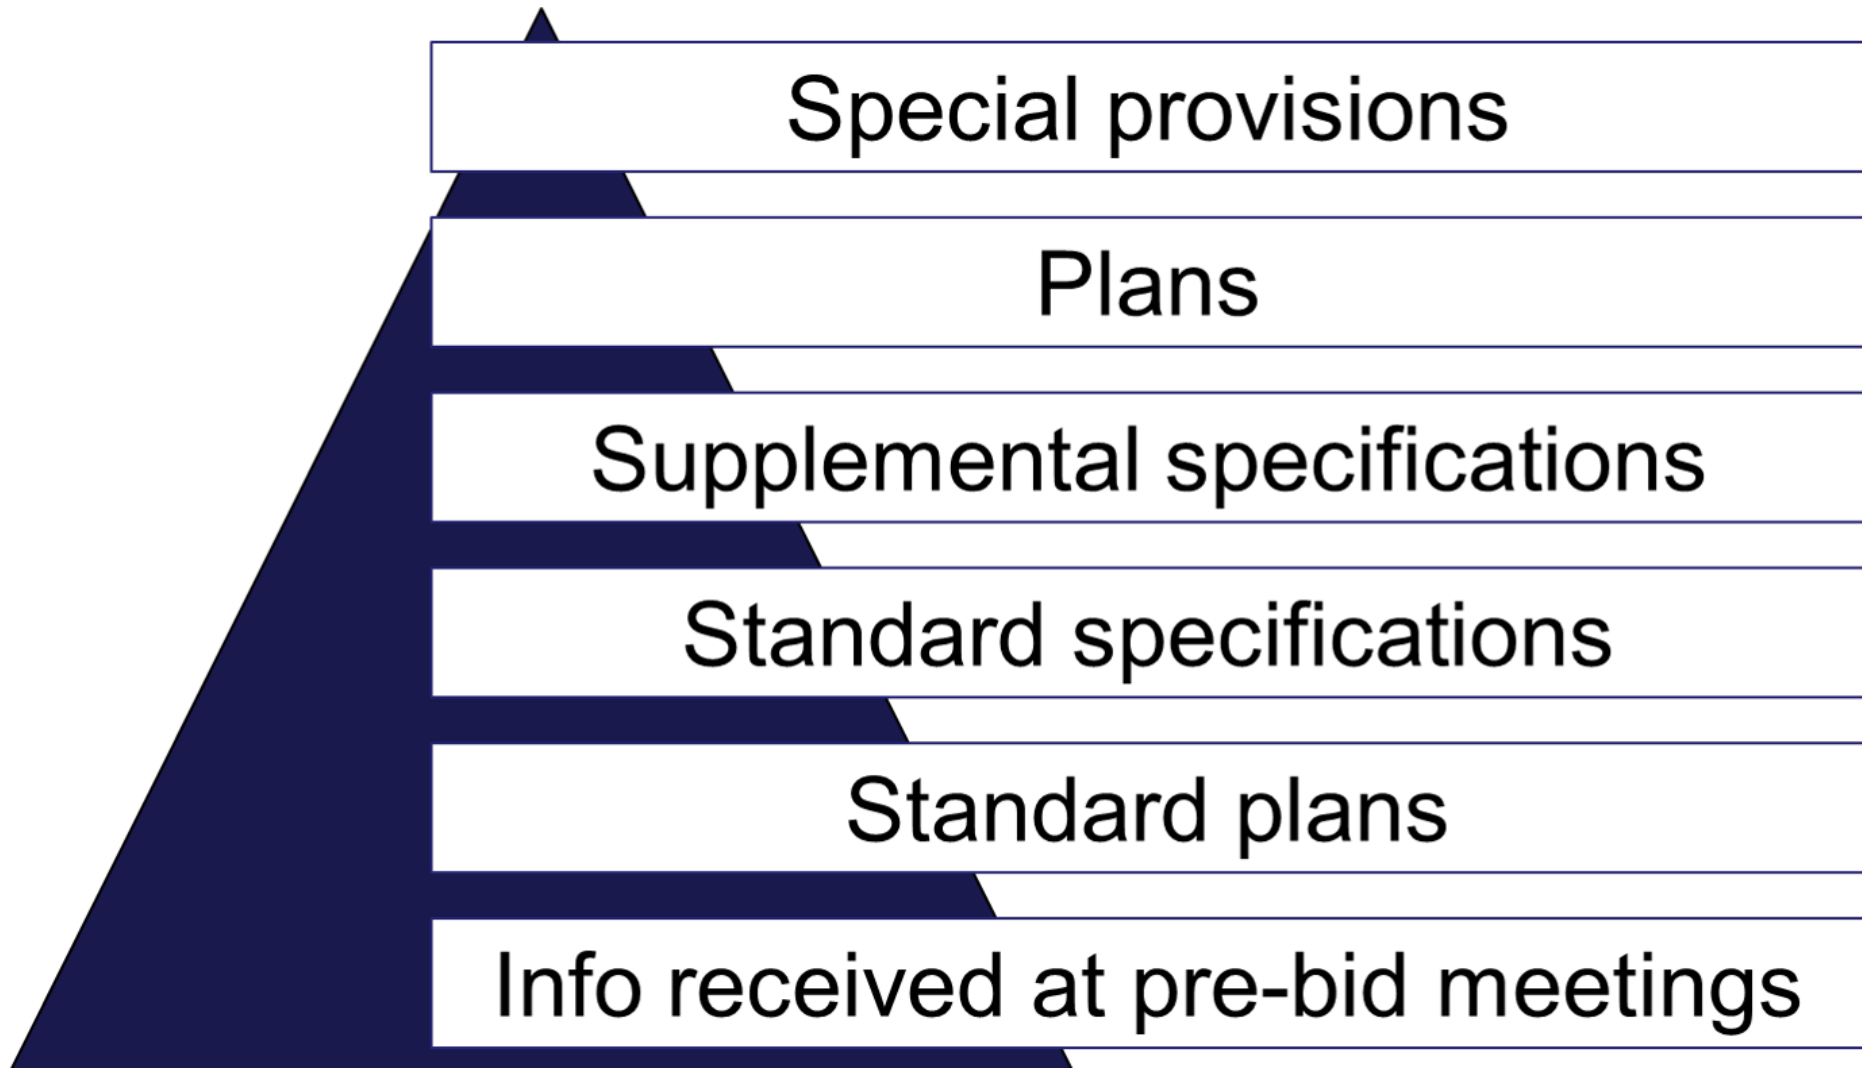 Special provisions
Plans
Supplemental specifications
Standard specifications
Standard plans
Info received at pre-bid meetings